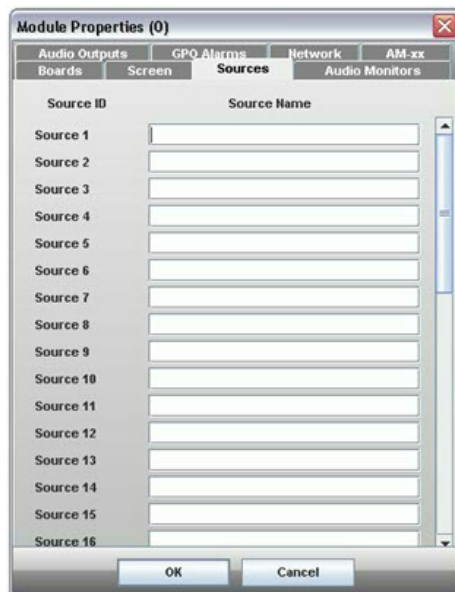 Module Properties (0)
Audio Outputs GPO Alarms Network AM-xx
Boards Screen Sources Audio Monitors
Source ID Source Name
Source 1
Source 2
Source 3
Source 4
Source 5
Source 6
Source 7
Source 8
Source 9
Source 10
Source 11
Source 12
Source 13
Source 14
Source 15
Source 16
OK Cancel